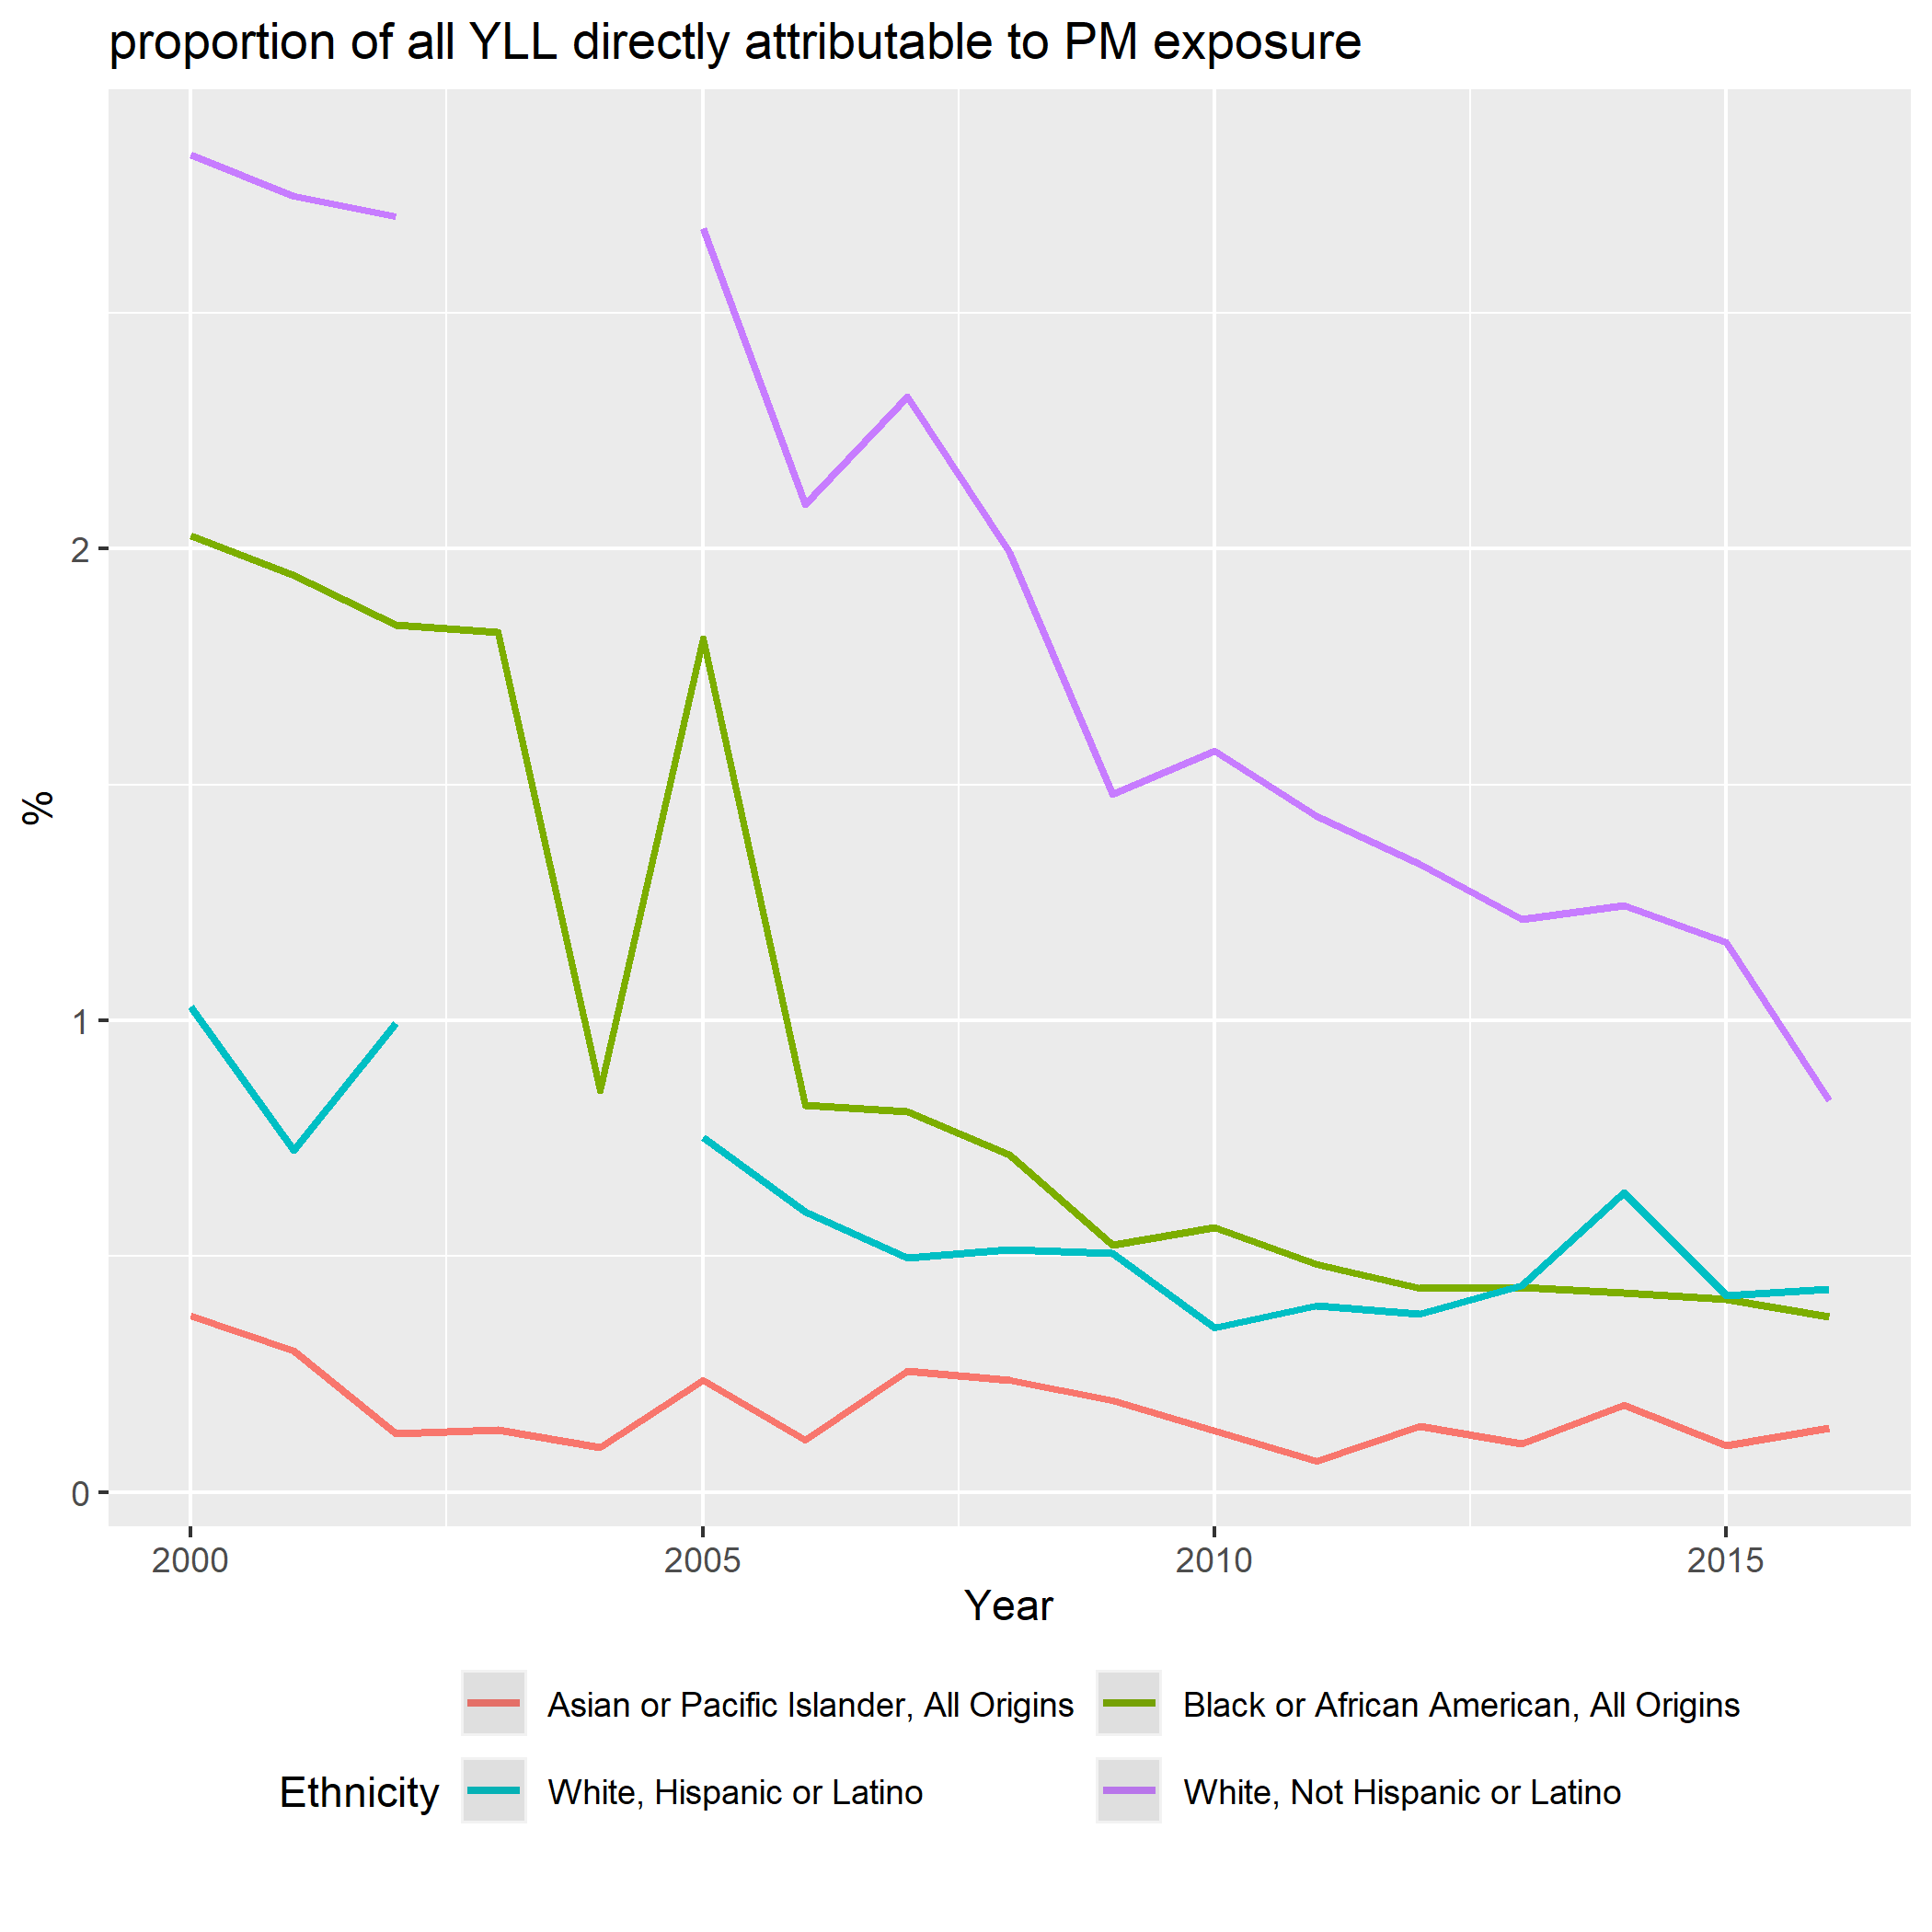 proportion of all YLL directly attributable to PM exposure
%
2
1
0
2000 2005 2010 2015
Year
Ethnicity
Asian or Pacific Islander, All Origins Black or African American, All Origins
White, Hispanic or Latino White, Not Hispanic or Latino